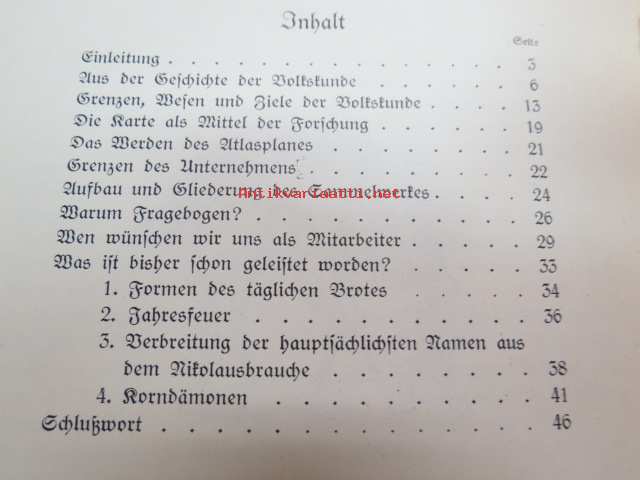 Inhalt
Seite
Einleitung . . . . . . . . . . . . . . 3
Aus der Geschichte der Volkskunde . . . . . 6
Grenzen, Wesen und Ziele der Volkskunde . . . . 13
Die Karte als Mittel der Forschung . . . . . . 19
Das Werden des Atlasplanes . . . . . . . . 21
Grenzen des Unternehmens . . . . . . . . 22
Aufbau und Gliederung des Sammelwerkes . . . . 24
Antikvariaatti.net
Warum Fragebogen? . . . . . . . . . . 26
Wen wünschen wir uns als Mitarbeiter . . . . . 29
Was ist bisher schon geleistet worden? . . . . . 33
1. Formen des täglichen Brotes . . . . . 34
2. Jahresfeuer . . . . . . . . . . 36
3. Verbreitung der hauptsächlichsten Namen aus
dem Nikolausbrauche . . . . . . . 38
4. Korndämonen . . . . . . . . . 41
Schlußwort . . . . . . . . . . . . . 46